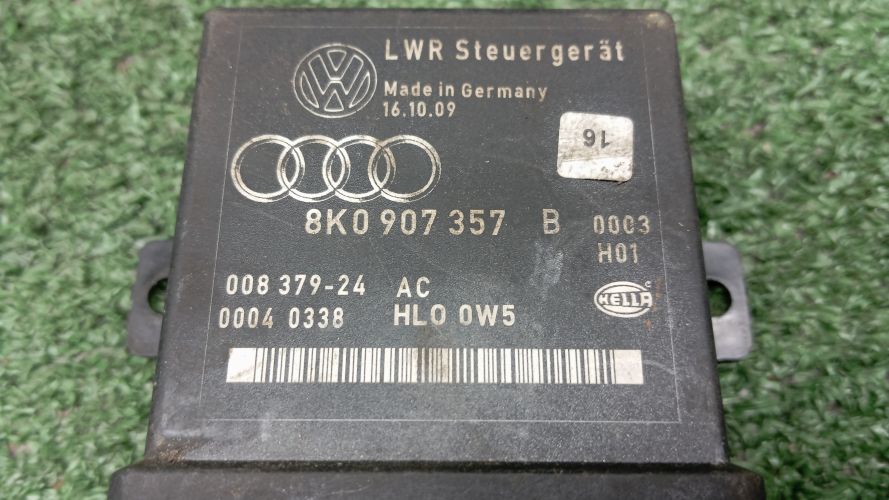 LWR Steuergerät
Made in Germany
16.10.09
16
8K0 907 357 B 0003
H01
008 379-24 AC
0004 0338 HLO 0W5
HELLA